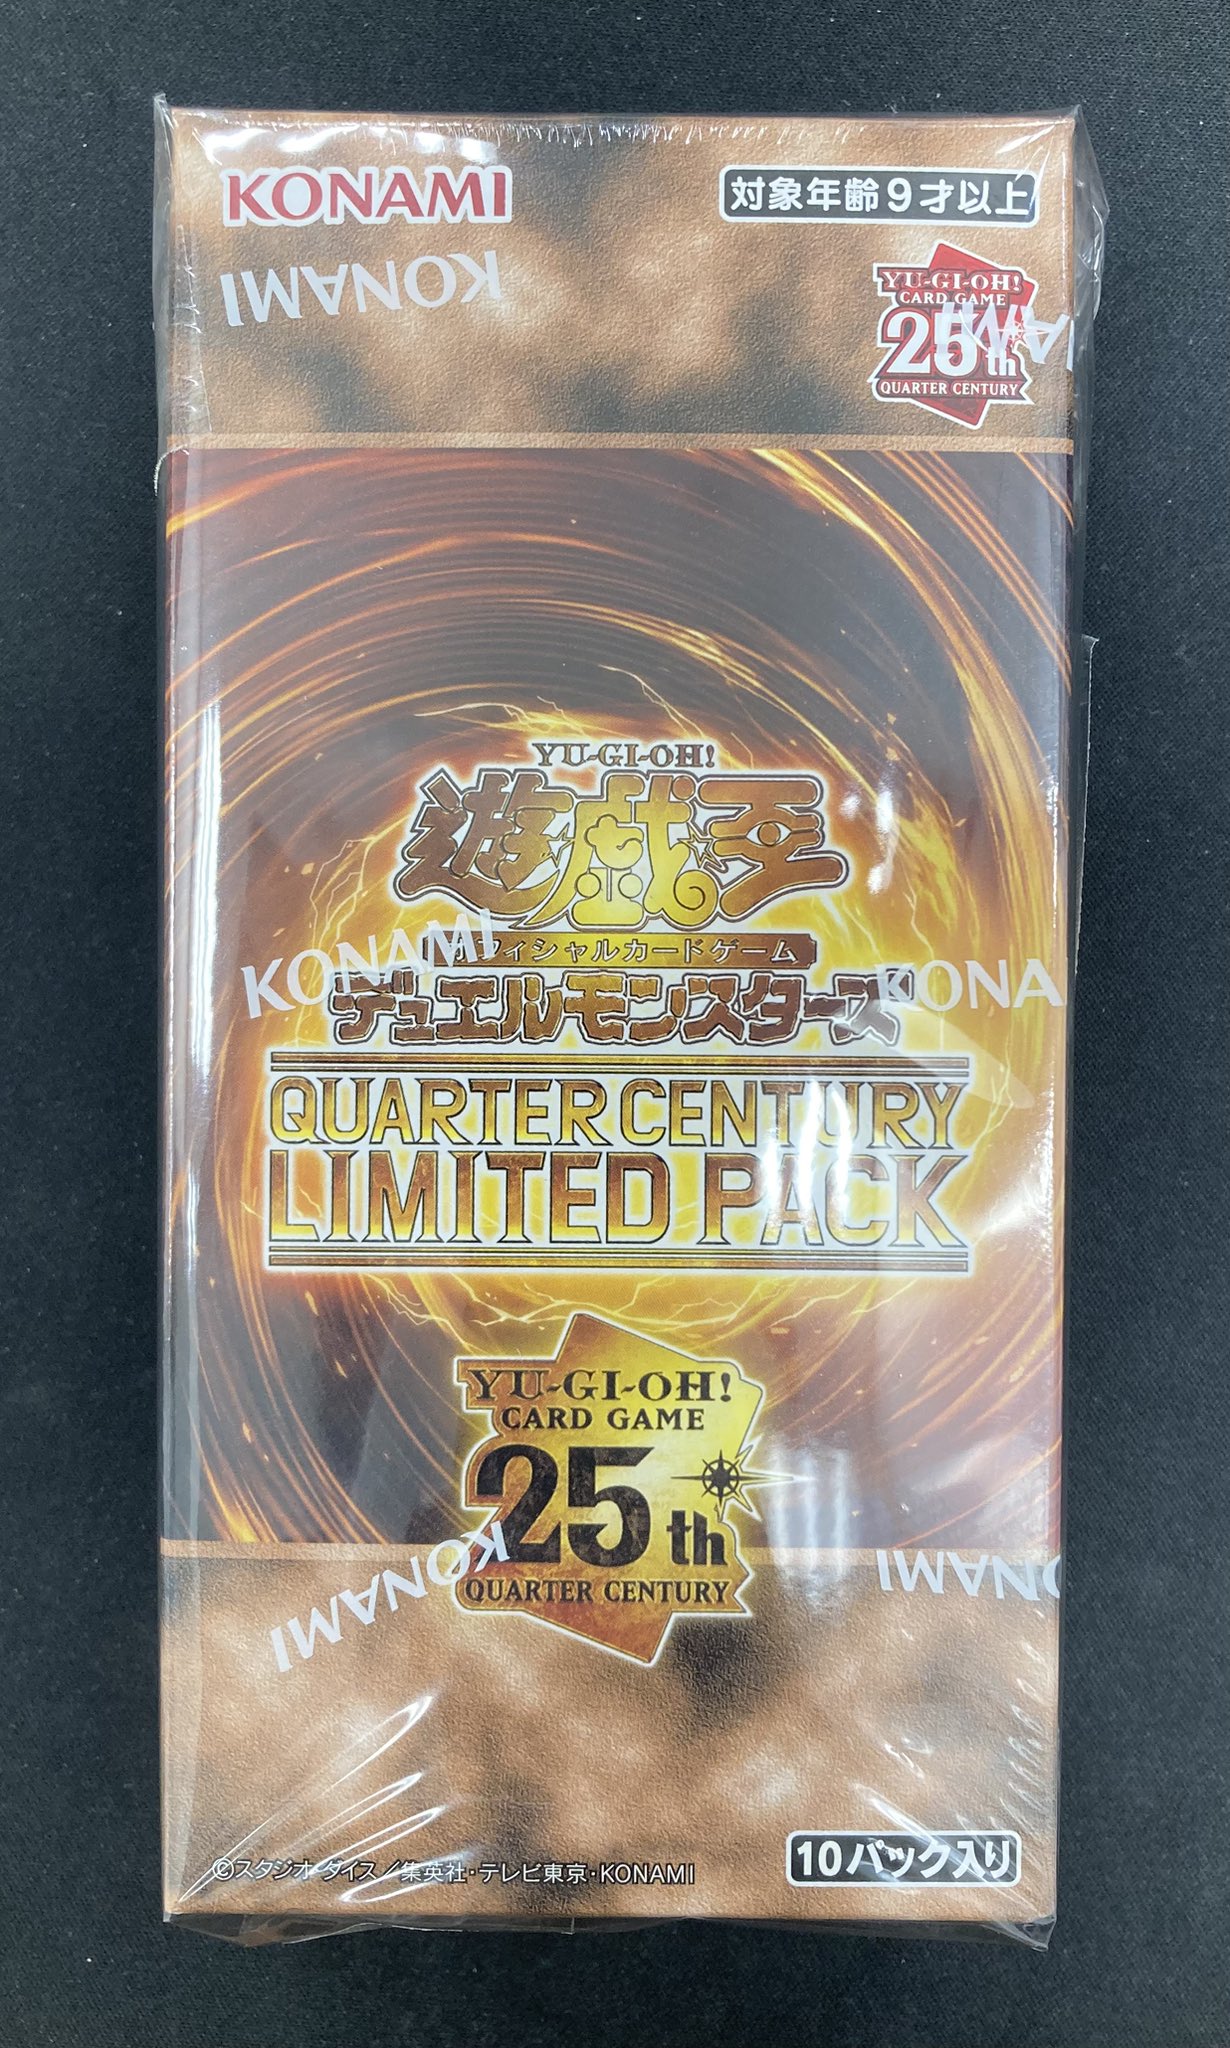 KONAMI
対象年齢9才以上
KONAMI
YU-GI-OH!
CARD GAME
25th
QUARTER CENTURY
YU-GI-OH!
遊戯王
オフィシャルカードゲーム
デュエルモンスターズ
KONAMI
KONA
QUARTER CENTURY
LIMITED PACK
YU-GI-OH!
CARD GAME
25th
QUARTER CENTURY
KONAMI
KONAMI
10パック入り
©スタジオ・ダイス/集英社・テレビ東京・KONAMI